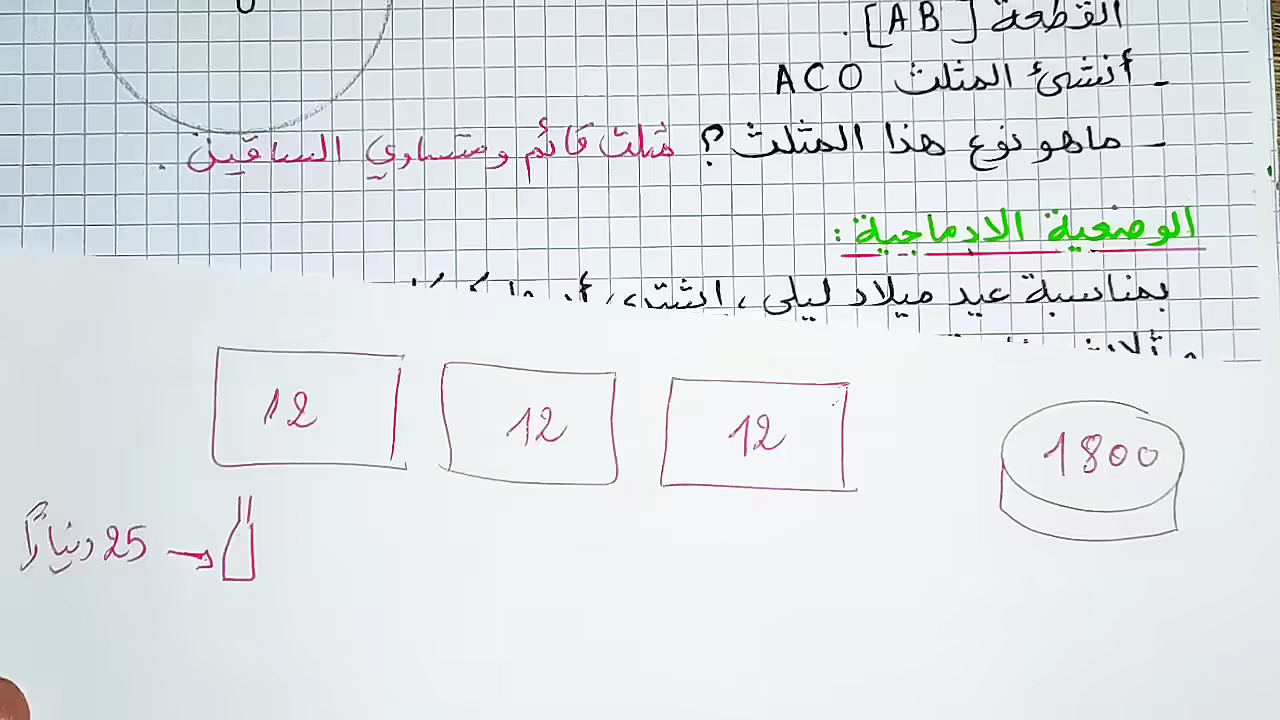 القطعة [AB].
- أنشئ المثلث ACO
- ماهو نوع هذا المثلث؟ مثلث قائم ومتساوي الساقين.
الوضعية الادماجية:
بمناسبة عيد ميلاد ليلى، اشترى
12 12 12 1800
25 دينارًا